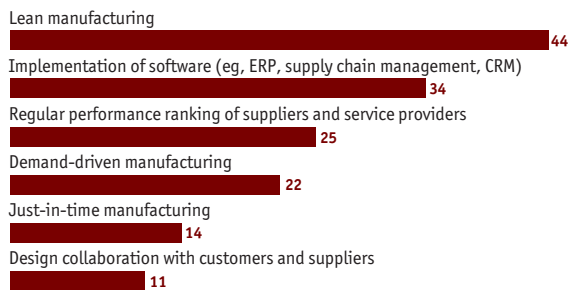 Lean manufacturing
44
Implementation of software (eg, ERP, supply chain management, CRM)
34
Regular performance ranking of suppliers and service providers
25
Demand-driven manufacturing
22
Just-in-time manufacturing
14
Design collaboration with customers and suppliers
11